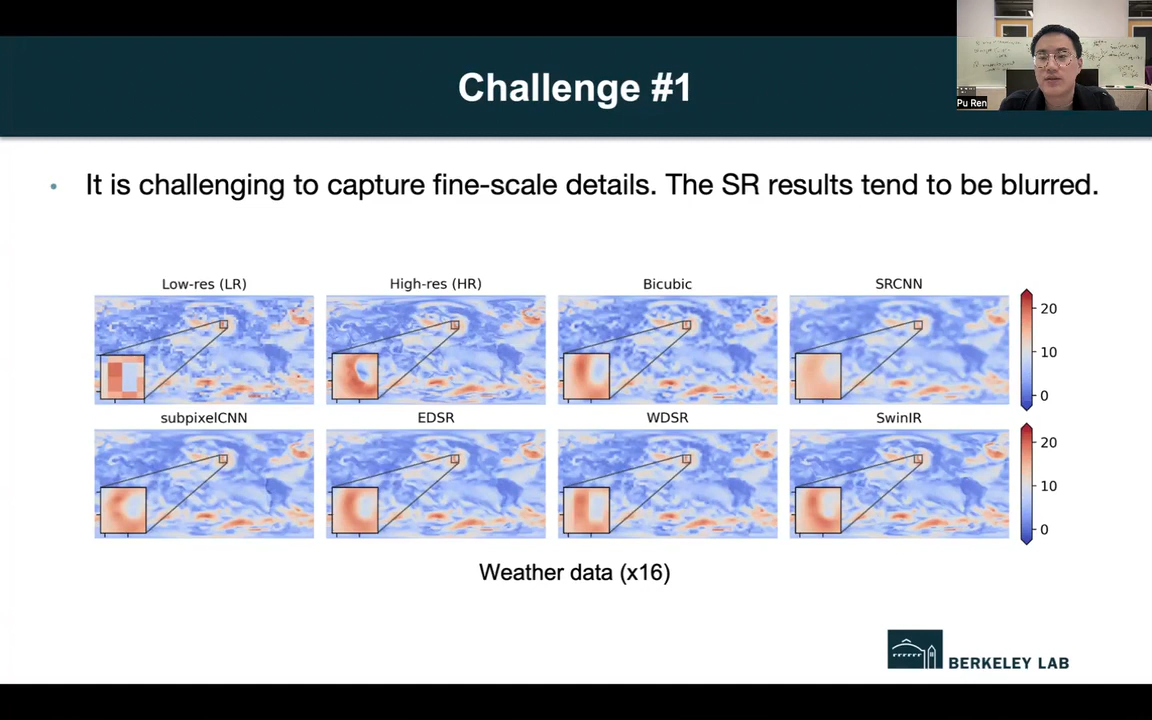 Challenge #1
Pu Ren
• It is challenging to capture fine-scale details. The SR results tend to be blurred.
Low-res (LR) High-res (HR) Bicubic SRCNN
20
10
0
subpixelCNN EDSR WDSR SwinIR
20
10
0
Weather data (x16)
BERKELEY LAB